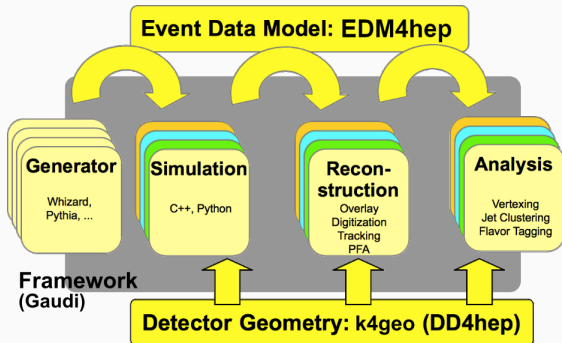 Event Data Model: EDM4hep
Generator
Whizard,
Pythia, ...
Simulation
C++, Python
Recon-
struction
Overlay
Digitization
Tracking
PFA
Analysis
Vertexing
Jet Clustering
Flavor Tagging
Framework
(Gaudi)
Detector Geometry: k4geo (DD4hep)